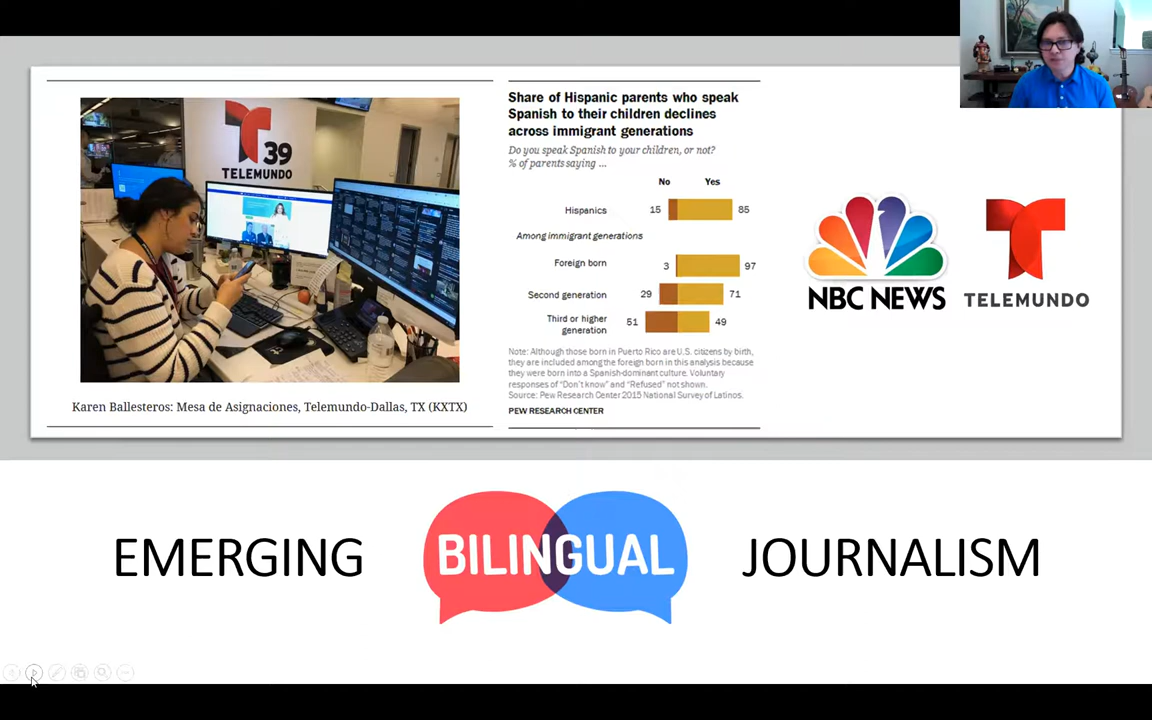 39
TELEMUNDO
Karen Ballesteros: Mesa de Asignaciones, Telemundo-Dallas, TX (KXTX)
Share of Hispanic parents who speak
Spanish to their children declines
across immigrant generations
Do you speak Spanish to your children, or not?
% of parents saying ...
No Yes
Hispanics 15 85
Among immigrant generations
Foreign born 3 97
Second generation 29 71
Third or higher
generation 51 49
Note: Although those born in Puerto Rico are U.S. citizens by birth,
they are included among the foreign born in this analysis because
they were born into a Spanish-dominant culture. Voluntary
responses of "Don't know" and "Refused" not shown.
Source: Pew Research Center 2015 National Survey of Latinos.
PEW RESEARCH CENTER
NBC NEWS
TELEMUNDO
EMERGING BILINGUAL JOURNALISM